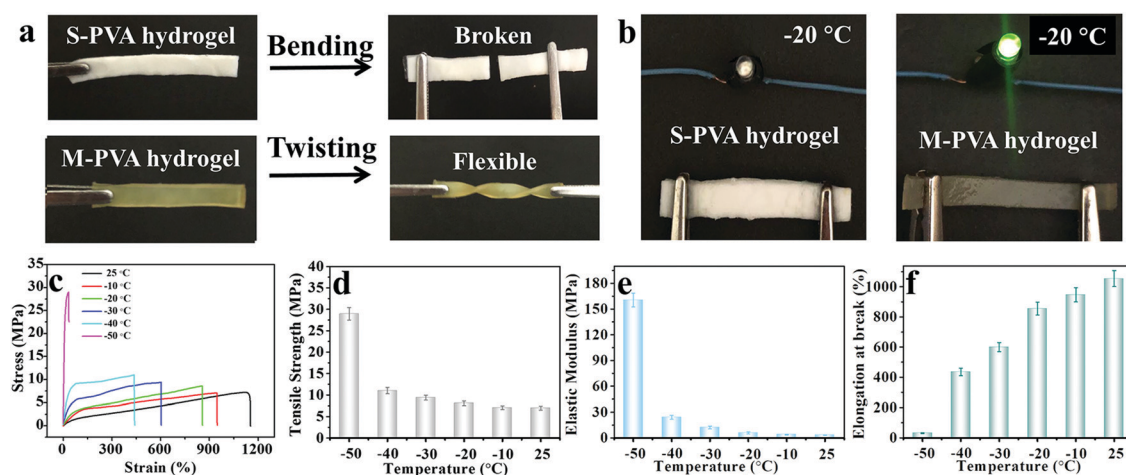 a
S-PVA hydrogel
Bending
Broken
M-PVA hydrogel
Twisting
Flexible
b
-20 °C
S-PVA hydrogel
-20 °C
M-PVA hydrogel
c
Stress (MPa)
35
30
25
20
15
10
5
0
25 °C
-10 °C
-20 °C
-30 °C
-40 °C
-50 °C
0 300 600 900 1200
Strain (%)
d
Tensile Strength (MPa)
40
35
30
25
20
15
10
5
0
-50 -40 -30 -20 -10 25
Temperature (°C)
e
Elastic Modulus (MPa)
180
150
120
90
60
30
0
-50 -40 -30 -20 -10 25
Temperature (°C)
f
Elongation at break (%)
1000
800
600
400
200
0
-50 -40 -30 -20 -10 25
Temperature (°C)